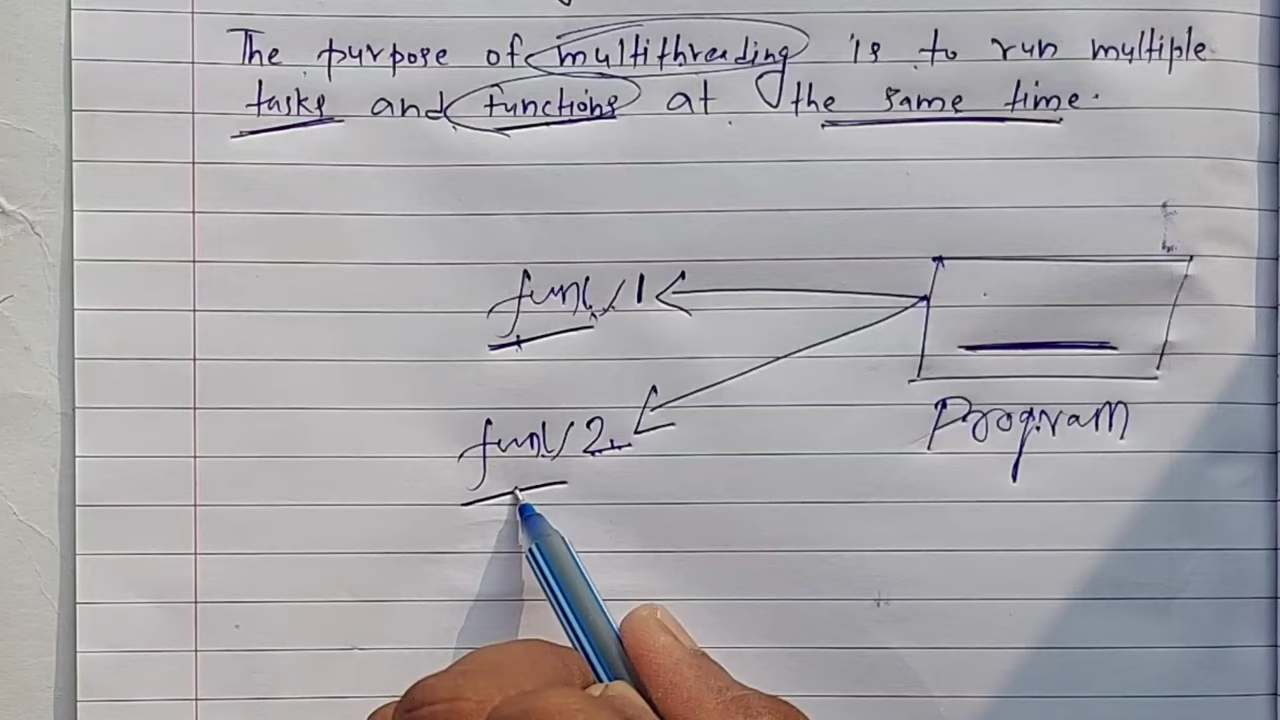 The purpose of multithreading is to run multiple
tasks and functions at the same time.
func 1
func 2
Program